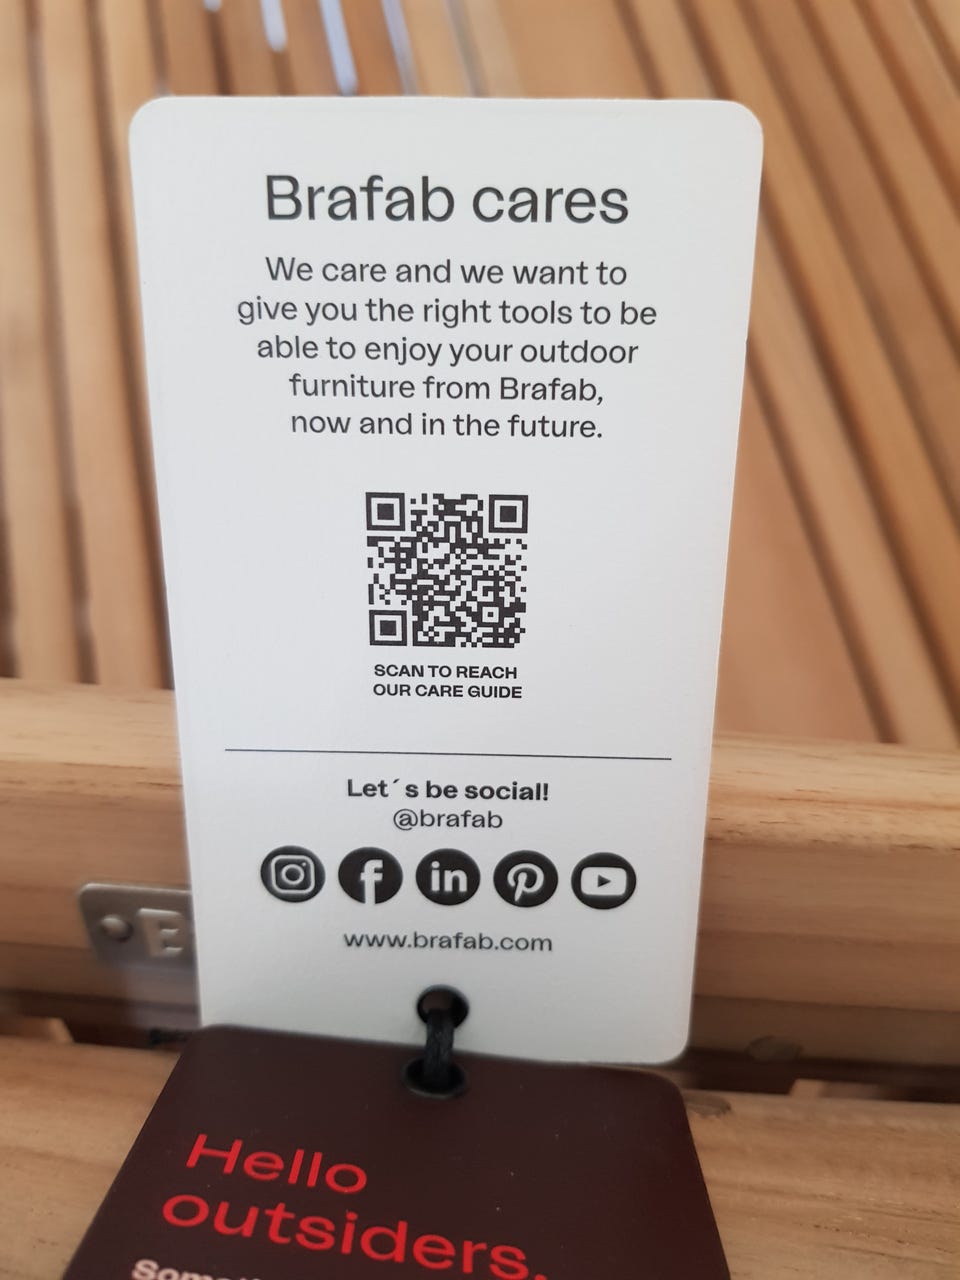 Brafab cares
We care and we want to
give you the right tools to be
able to enjoy your outdoor
furniture from Brafab,
now and in the future.
SCAN TO REACH
OUR CARE GUIDE
Let´s be social!
@brafab
in
www.brafab.com
Hello
outsiders.